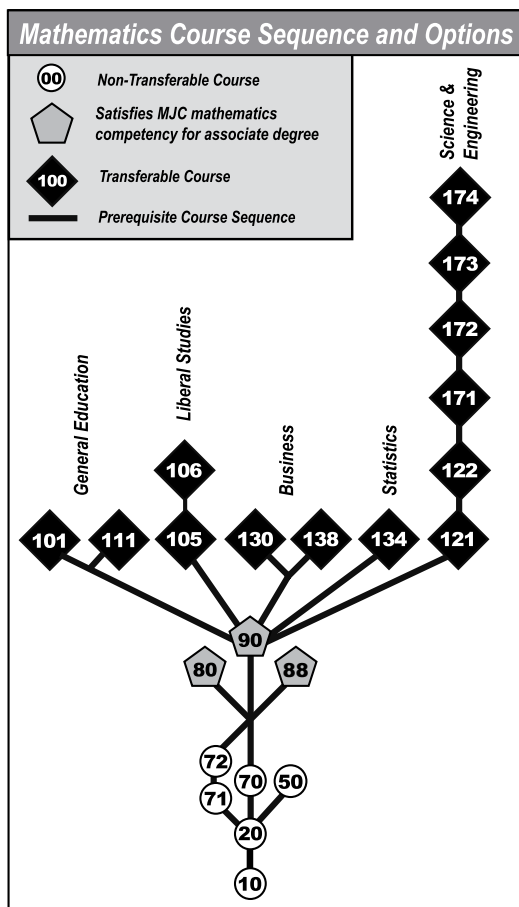 Mathematics Course Sequence and Options
00 Non-Transferable Course
Satisfies MJC mathematics
competency for associate degree
100 Transferable Course
Prerequisite Course Sequence
Science &
Engineering
174
173
172
171
Liberal Studies
General Education
Business
Statistics
106
122
101
111
105
130
138
134
121
90
80
88
72
70
50
71
20
10